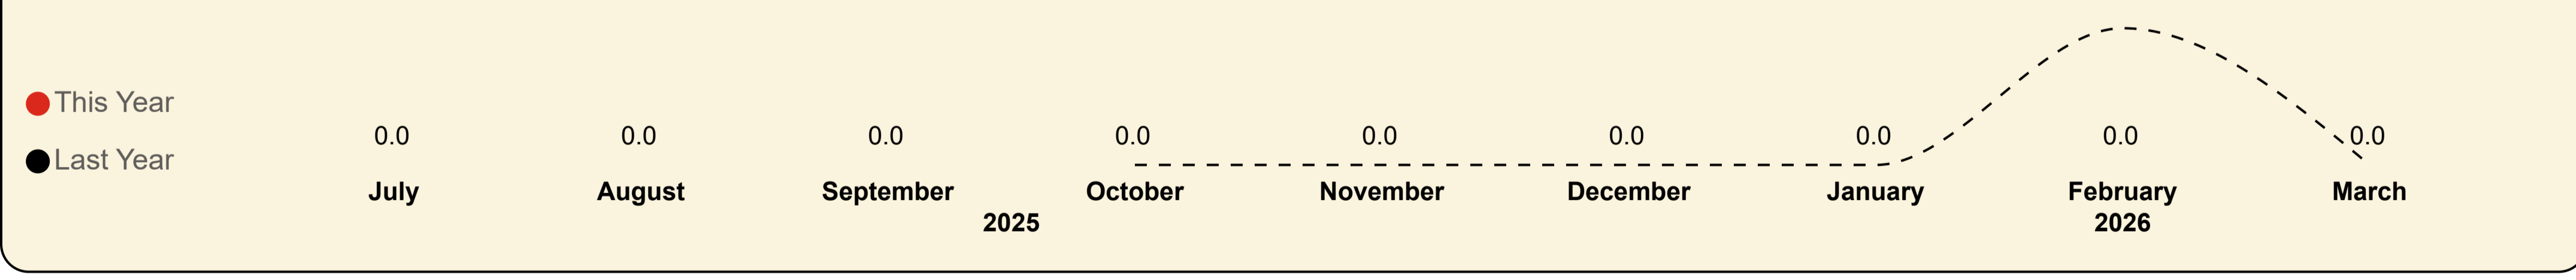 This Year
0.0 0.0 0.0 0.0 0.0 0.0 0.0 0.0 0.0
Last Year
July August September October November December January February March
2025 2026